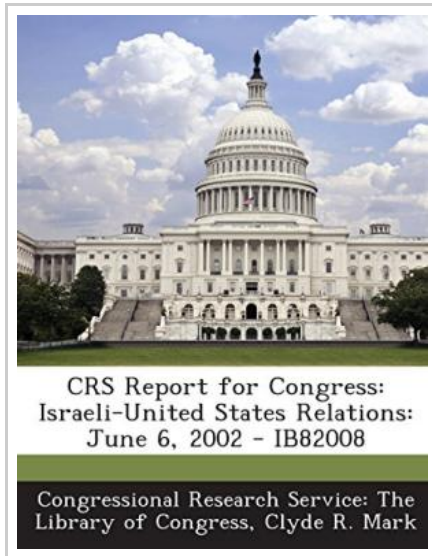 CRS Report for Congress:
Israeli-United States Relations:
June 6, 2002 - IB82008
Congressional Research Service: The
Library of Congress, Clyde R. Mark